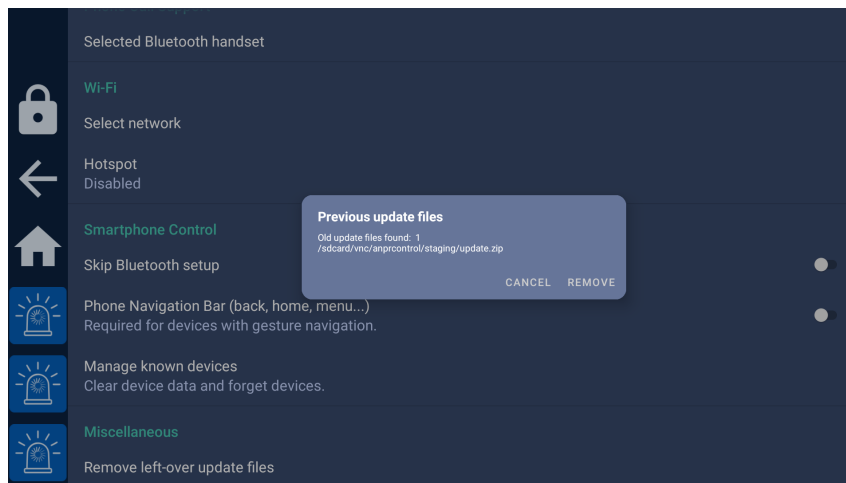 Selected Bluetooth handset
Wi-Fi
Select network
Hotspot
Disabled
Smartphone Control
Skip Bluetooth setup
Phone Navigation Bar (back, home, menu...)
Required for devices with gesture navigation.
Manage known devices
Clear device data and forget devices.
Miscellaneous
Remove left-over update files
Previous update files
Old update files found: 1
/sdcard/vnc/anprcontrol/staging/update.zip
CANCEL REMOVE